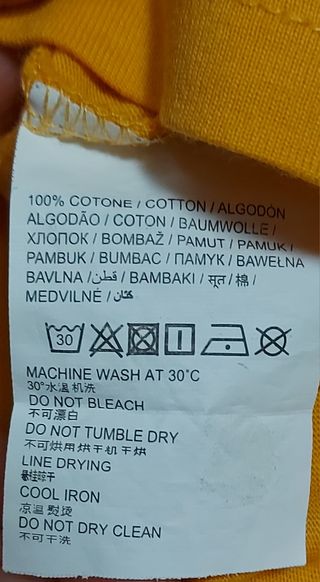 100% COTONE / COTTON / ALGODÓN
ALGODÃO / COTON / BAUMWOLLE /
ХЛОПОК / BOMBAŽ / PAMUT / PAMUK /
PAMBUK / BUMBAC / ПАМУК / BAWEŁNA
BAVLNA / قطن / BAMBAKI / सूत / 棉 /
MEDVILNĖ / كتان
30
MACHINE WASH AT 30°C
30°水温机洗
DO NOT BLEACH
不可漂白
DO NOT TUMBLE DRY
不可烘用烘干机干烘
LINE DRYING
悬挂晾干
COOL IRON
凉温熨烫
DO NOT DRY CLEAN
不可干洗